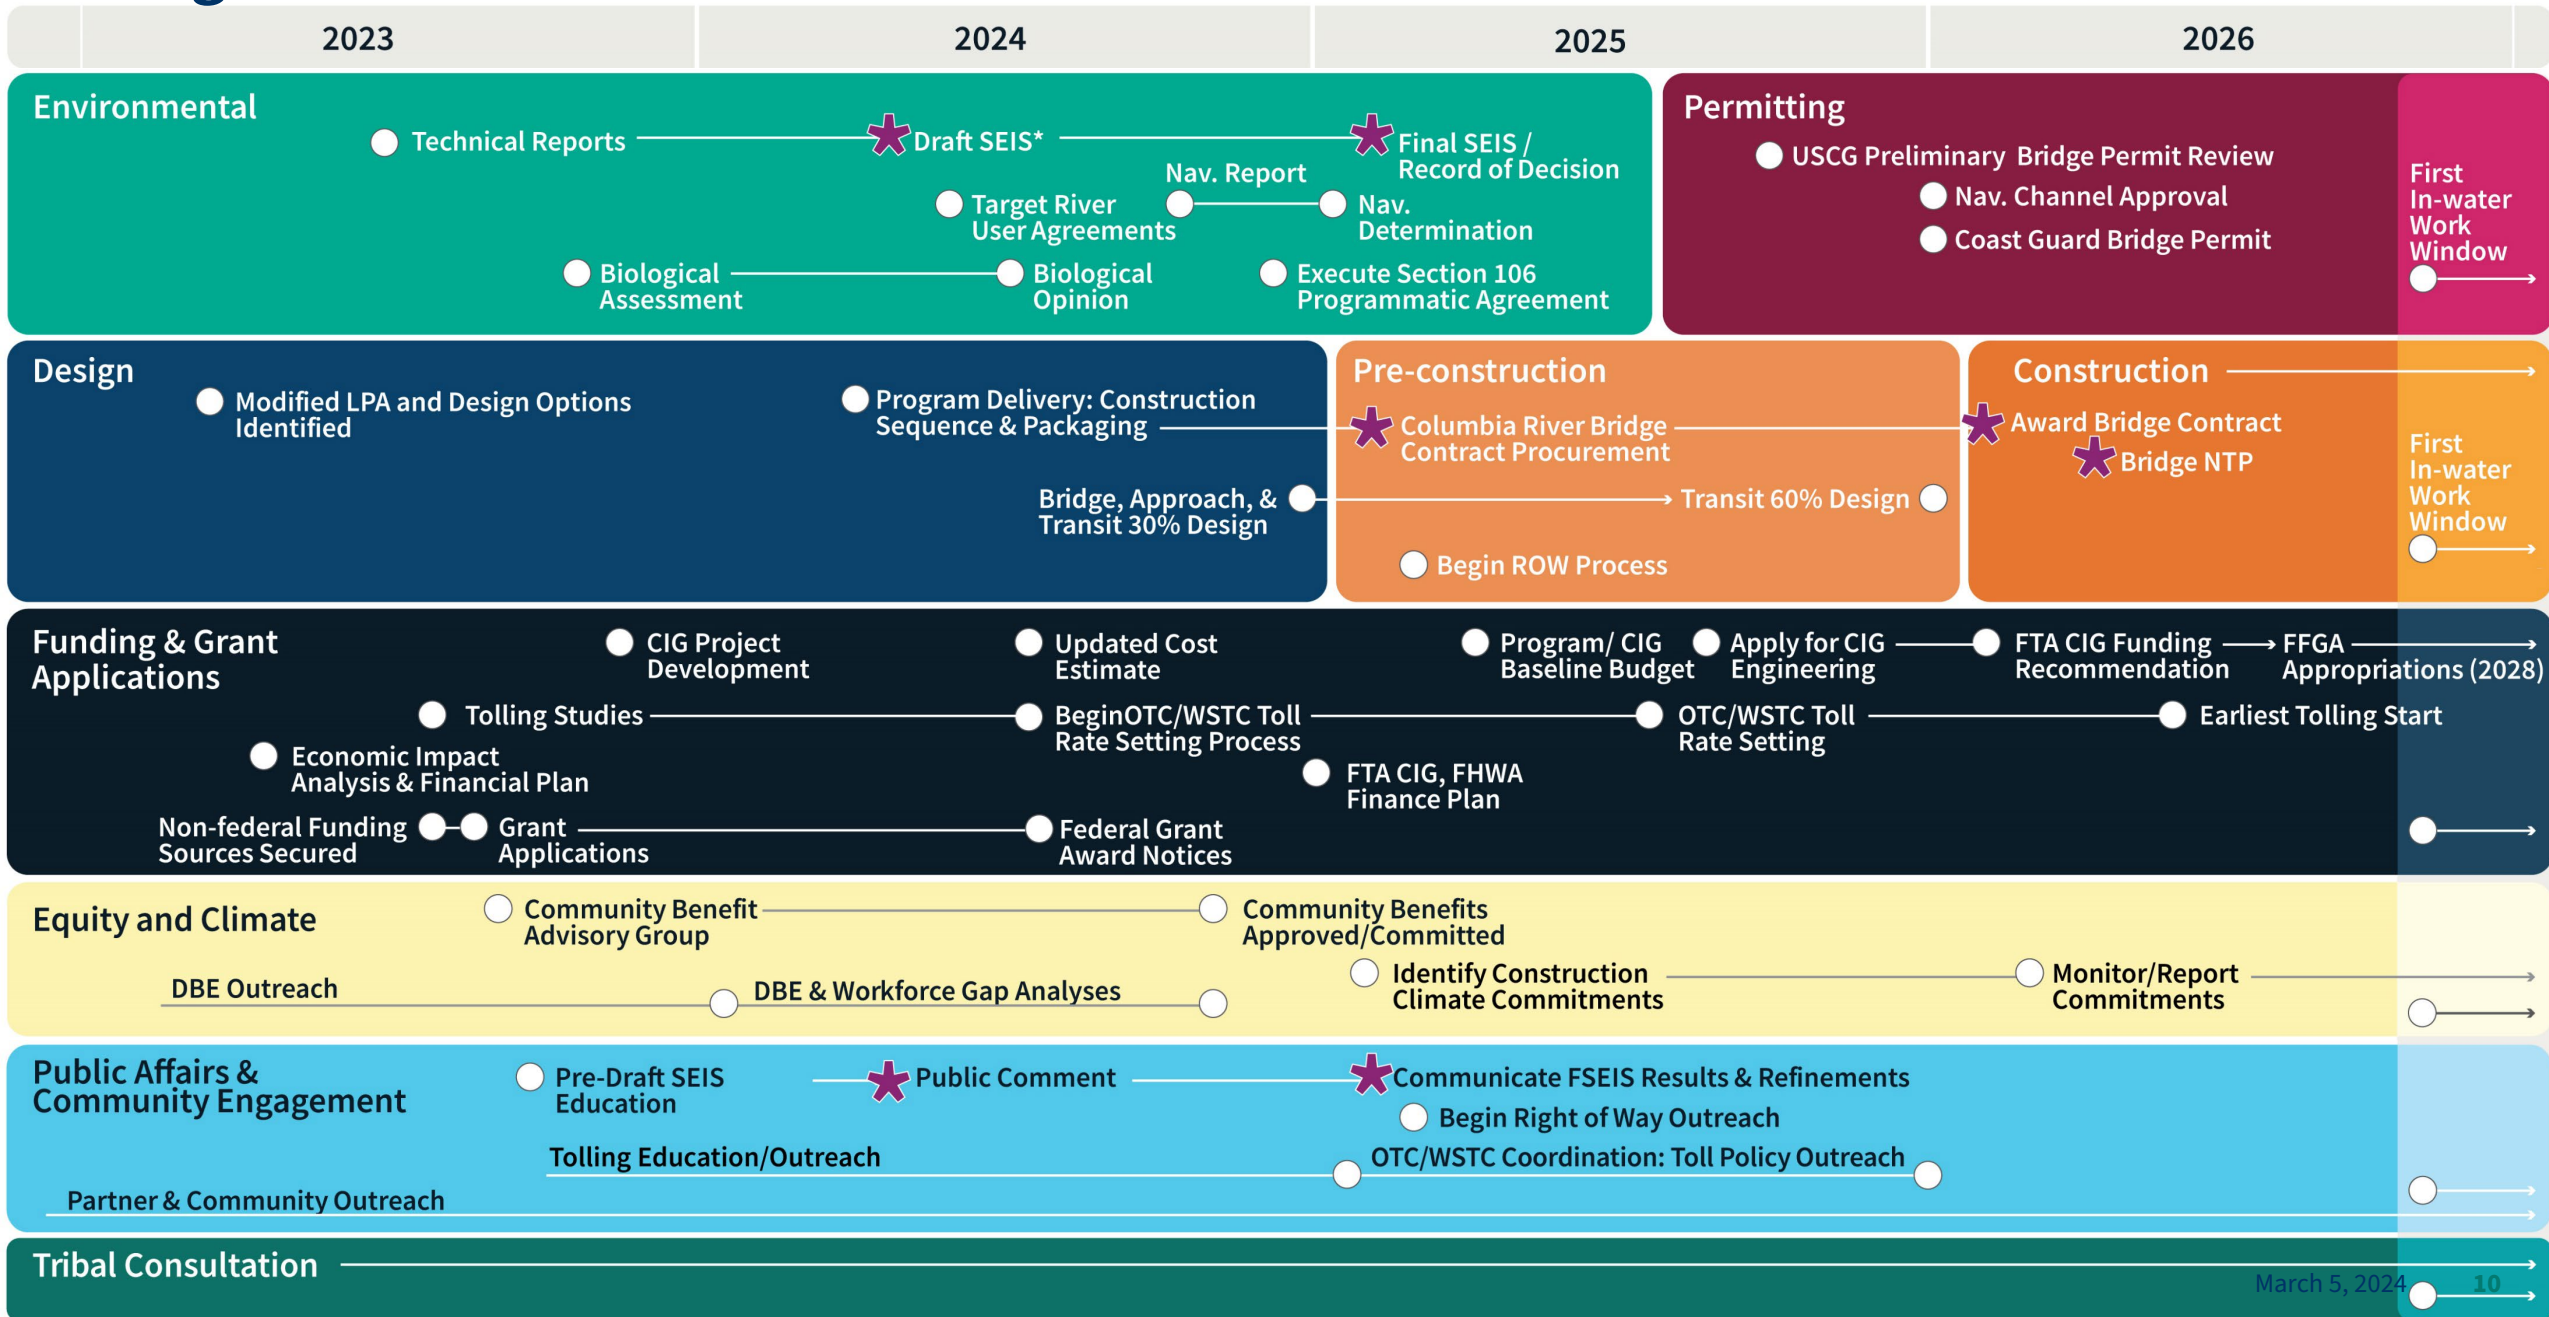 2023
2024
2025
2026
Environmental
Technical Reports
Draft SEIS*
Final SEIS /
Record of Decision
Nav. Report
Target River
User Agreements
Nav.
Determination
Biological
Assessment
Biological
Opinion
Execute Section 106
Programmatic Agreement
Permitting
USCG Preliminary Bridge Permit Review
Nav. Channel Approval
Coast Guard Bridge Permit
First
In-water
Work
Window
Design
Modified LPA and Design Options
Identified
Program Delivery: Construction
Sequence & Packaging
Bridge, Approach, &
Transit 30% Design
Pre-construction
Columbia River Bridge
Contract Procurement
Transit 60% Design
Begin ROW Process
Construction
Award Bridge Contract
Bridge NTP
First
In-water
Work
Window
Funding & Grant
Applications
CIG Project
Development
Updated Cost
Estimate
Program/ CIG
Baseline Budget
Apply for CIG
Engineering
FTA CIG Funding
Recommendation
FFGA
Appropriations (2028)
Tolling Studies
BeginOTC/WSTC Toll
Rate Setting Process
OTC/WSTC Toll
Rate Setting
Earliest Tolling Start
Economic Impact
Analysis & Financial Plan
FTA CIG, FHWA
Finance Plan
Non-federal Funding
Sources Secured
Grant
Applications
Federal Grant
Award Notices
Equity and Climate
Community Benefit
Advisory Group
Community Benefits
Approved/Committed
DBE Outreach
DBE & Workforce Gap Analyses
Identify Construction
Climate Commitments
Monitor/Report
Commitments
Public Affairs &
Community Engagement
Pre-Draft SEIS
Education
Public Comment
Communicate FSEIS Results & Refinements
Begin Right of Way Outreach
Tolling Education/Outreach
OTC/WSTC Coordination: Toll Policy Outreach
Partner & Community Outreach
Tribal Consultation
March 5, 2024
10